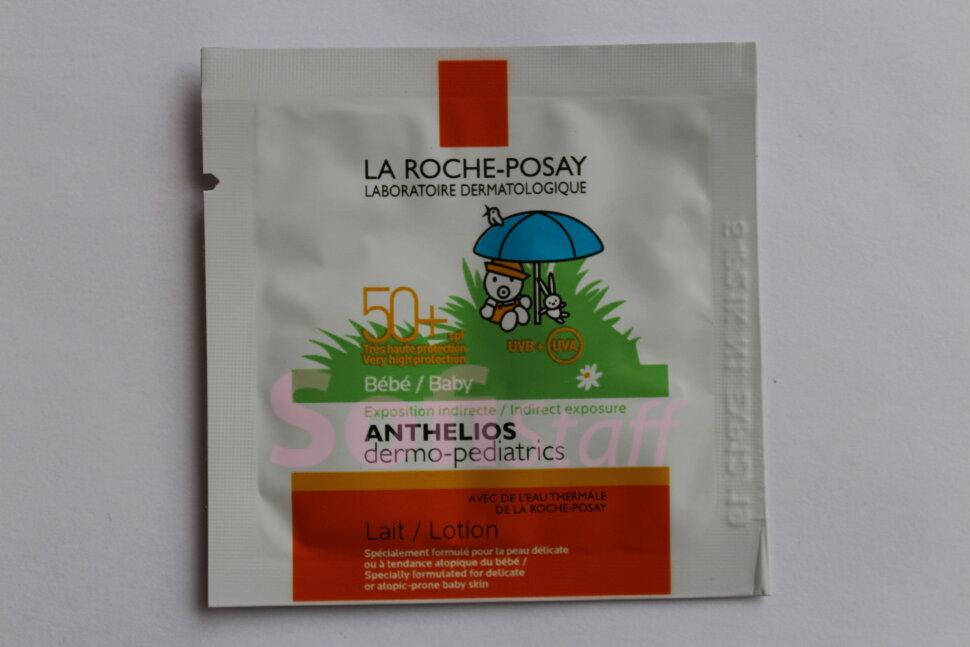 LA ROCHE-POSAY
LABORATOIRE DERMATOLOGIQUE
50+
spf
Très haute protection
Very high protection
UVB + UVA
Bébé / Baby
Exposition indirecte / Indirect exposure
ANTHELIOS
dermo-pediatrics
Staff
AVEC DE L'EAU THERMALE
DE LA ROCHE-POSAY
Lait / Lotion
Spécialement formulé pour la peau délicate
ou à tendance atopique du bébé /
Specially formulated for delicate
or atopic-prone baby skin